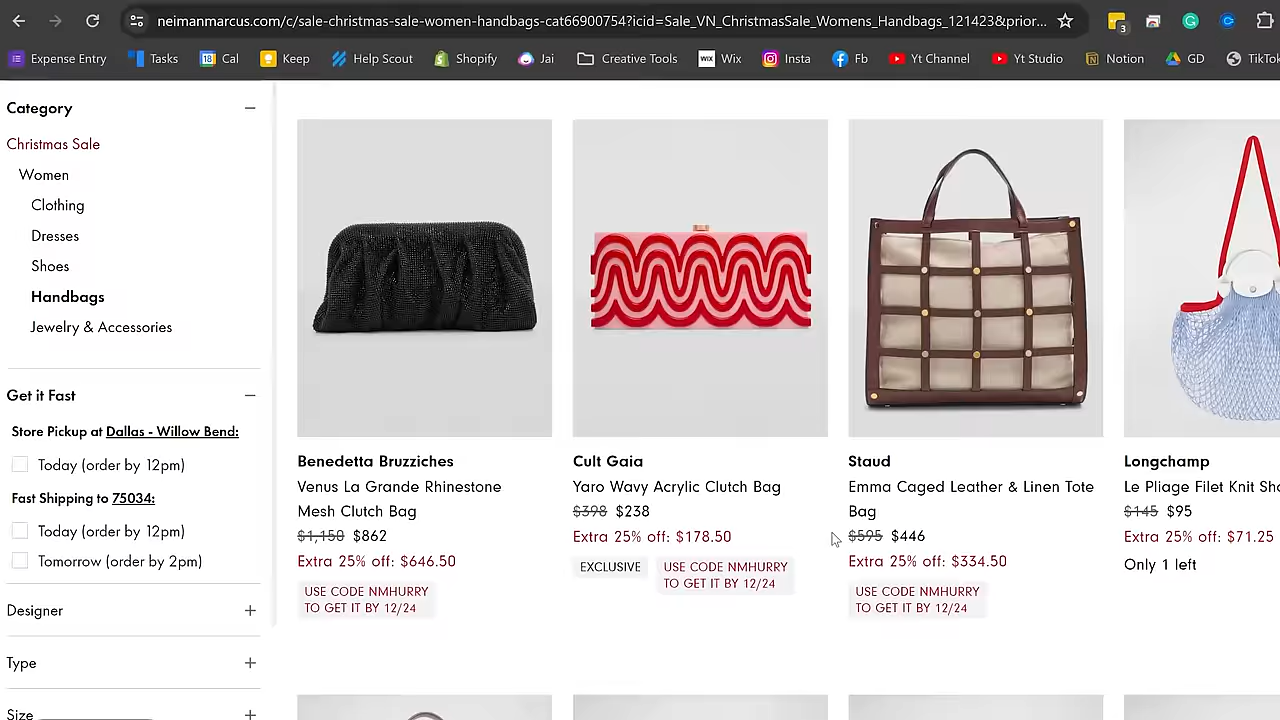 neimanmarcus.com/c/sale-christmas-sale-women-handbags-cat66900754?icid=Sale_VN_ChristmasSale_Womens_Handbags_121423&prior...
3
Expense Entry
Tasks
18 Cal
Keep
Help Scout
Shopify
Jai
Creative Tools
WIX Wix
Insta
Fb
Yt Channel
Yt Studio
Notion
GD
Category
Christmas Sale
Women
Clothing
Dresses
Shoes
Handbags
Jewelry & Accessories
Get it Fast
Store Pickup at Dallas - Willow Bend:
Today (order by 12pm)
Fast Shipping to 75034:
Today (order by 12pm)
Tomorrow (order by 2pm)
Designer
Type
Size
Benedetta Bruzziches
Venus La Grande Rhinestone
Mesh Clutch Bag
$1,150 $862
Extra 25% off: $646.50
USE CODE NMHURRY
TO GET IT BY 12/24
Cult Gaia
Yaro Wavy Acrylic Clutch Bag
$398 $238
Extra 25% off: $178.50
EXCLUSIVE
USE CODE NMHURRY
TO GET IT BY 12/24
Staud
Emma Caged Leather & Linen Tote
Bag
$595 $446
Extra 25% off: $334.50
USE CODE NMHURRY
TO GET IT BY 12/24
Longchamp
Le Pliage Filet Knit
$145 $95
Extra 25% off: $71.25
Only 1 left